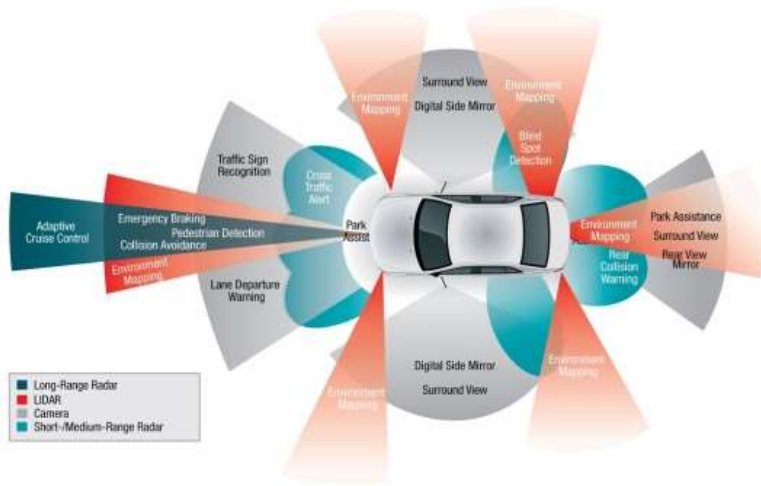 Environment
Mapping
Surround View
Digital Side Mirror
Environment
Mapping
Blind
Spot
Detection
Traffic Sign
Recognition
Cross
Traffic
Alert
Adaptive
Cruise Control
Emergency Braking
Pedestrian Detection
Collision Avoidance
Environment
Mapping
Park
Assist
Lane Departure
Warning
Environment
Mapping
Rear
Collision
Warning
Park Assistance
Surround View
Rear View
Mirror
Environment
Mapping
Digital Side Mirror
Surround View
Environment
Mapping
Long-Range Radar
LIDAR
Camera
Short-/Medium-Range Radar